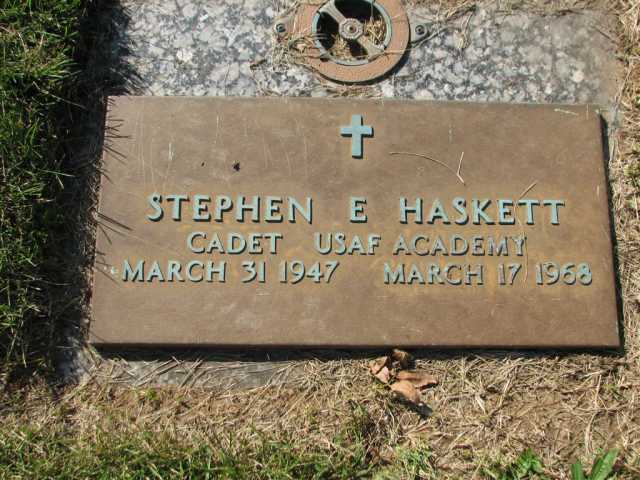 STEPHEN E HASKETT
CADET USAF ACADEMY
MARCH 31 1947 MARCH 17 1968